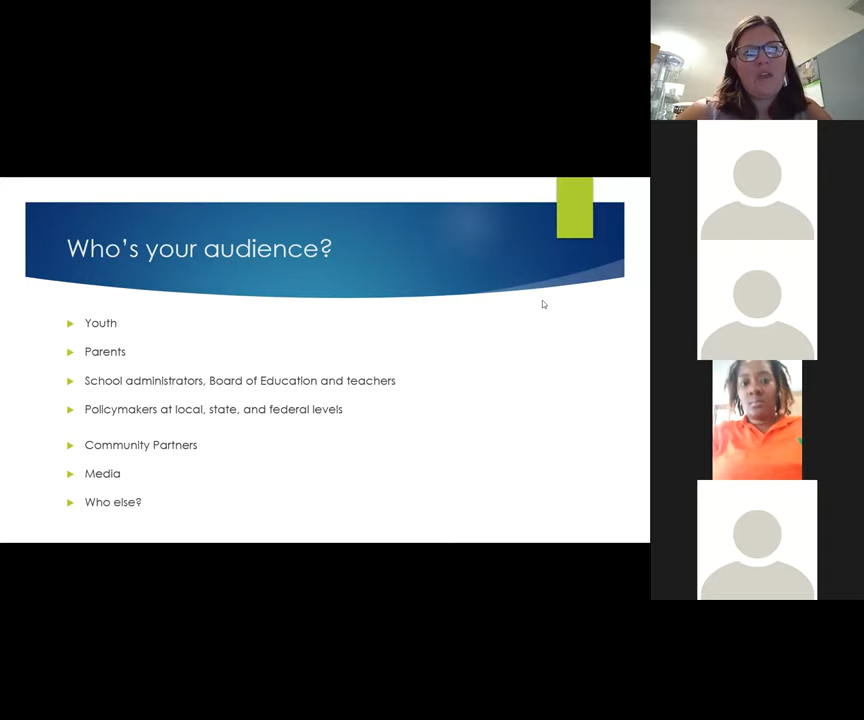 Who's your audience?
Youth
Parents
School administrators, Board of Education and teachers
Policymakers at local, state, and federal levels
Community Partners
Media
Who else?